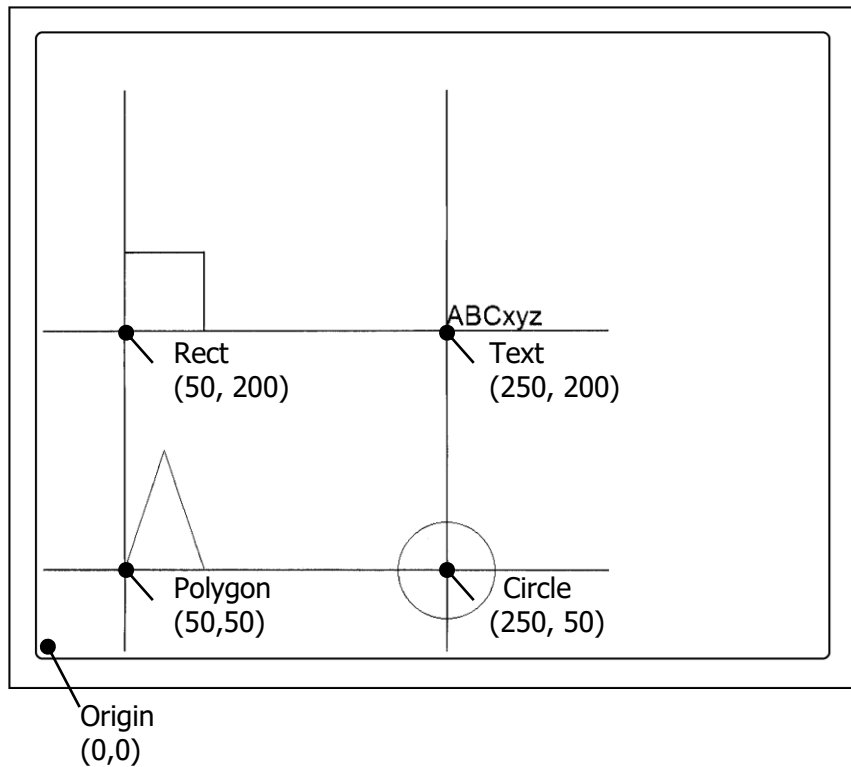 ABCxyz
Rect
(50, 200)
Text
(250, 200)
Polygon
(50,50)
Circle
(250, 50)
Origin
(0,0)